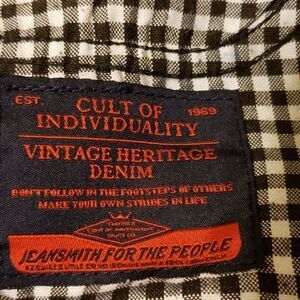 EST CULT OF 1969
INDIVIDUALITY
VINTAGE HERITAGE
DENIM
DON'T FOLLOW IN THE FOOTSTEPS OF OTHERS
MAKE YOUR OWN STRIDES IN LIFE
JEANSMITH FOR THE PEOPLE